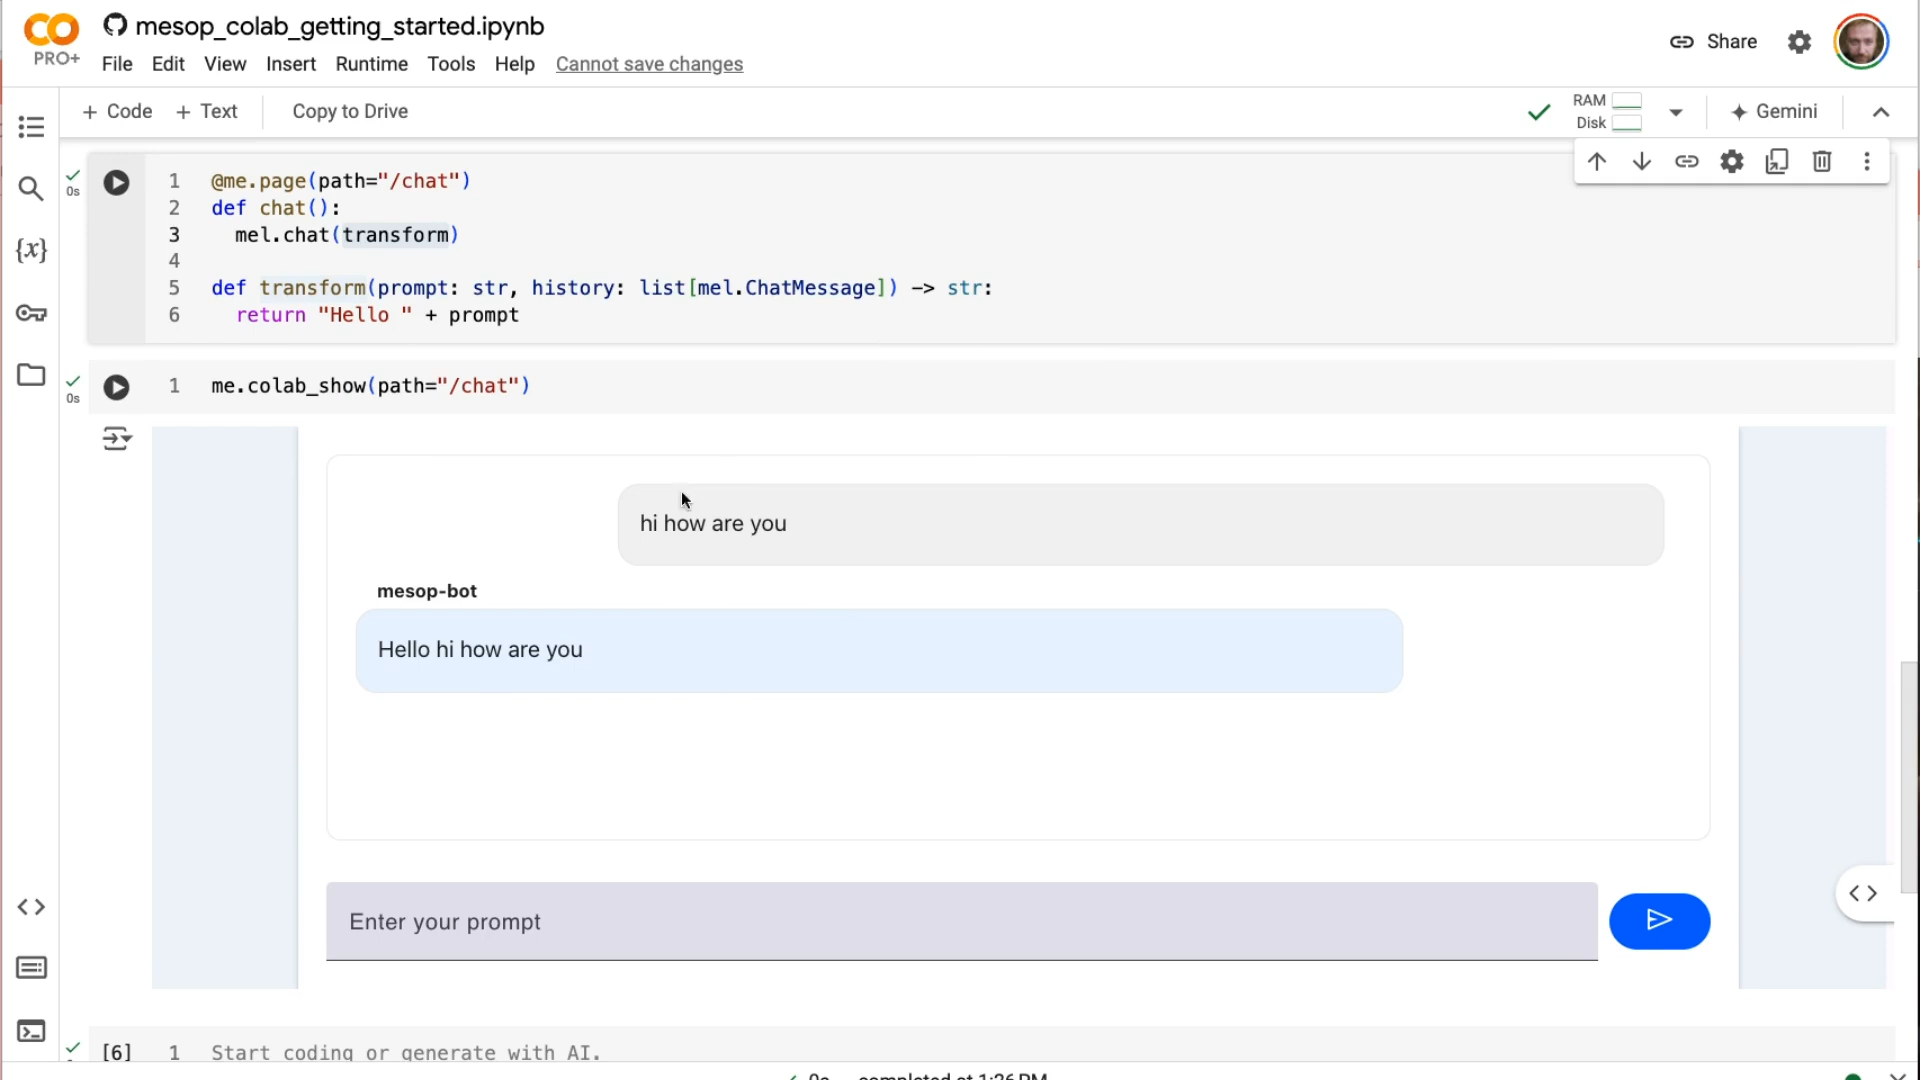 mesop_colab_getting_started.ipynb
PRO+
File Edit View Insert Runtime Tools Help Cannot save changes
Share
+ Code + Text Copy to Drive
RAM
Disk
Gemini
0s
1 @me.page(path="/chat")
2 def chat():
3 mel.chat(transform)
4
5 def transform(prompt: str, history: list[mel.ChatMessage]) -> str:
6 return "Hello " + prompt
0s
1 me.colab_show(path="/chat")
hi how are you
mesop-bot
Hello hi how are you
Enter your prompt
[6] 1 Start coding or generate with AI.
0s completed at 1:26 PM